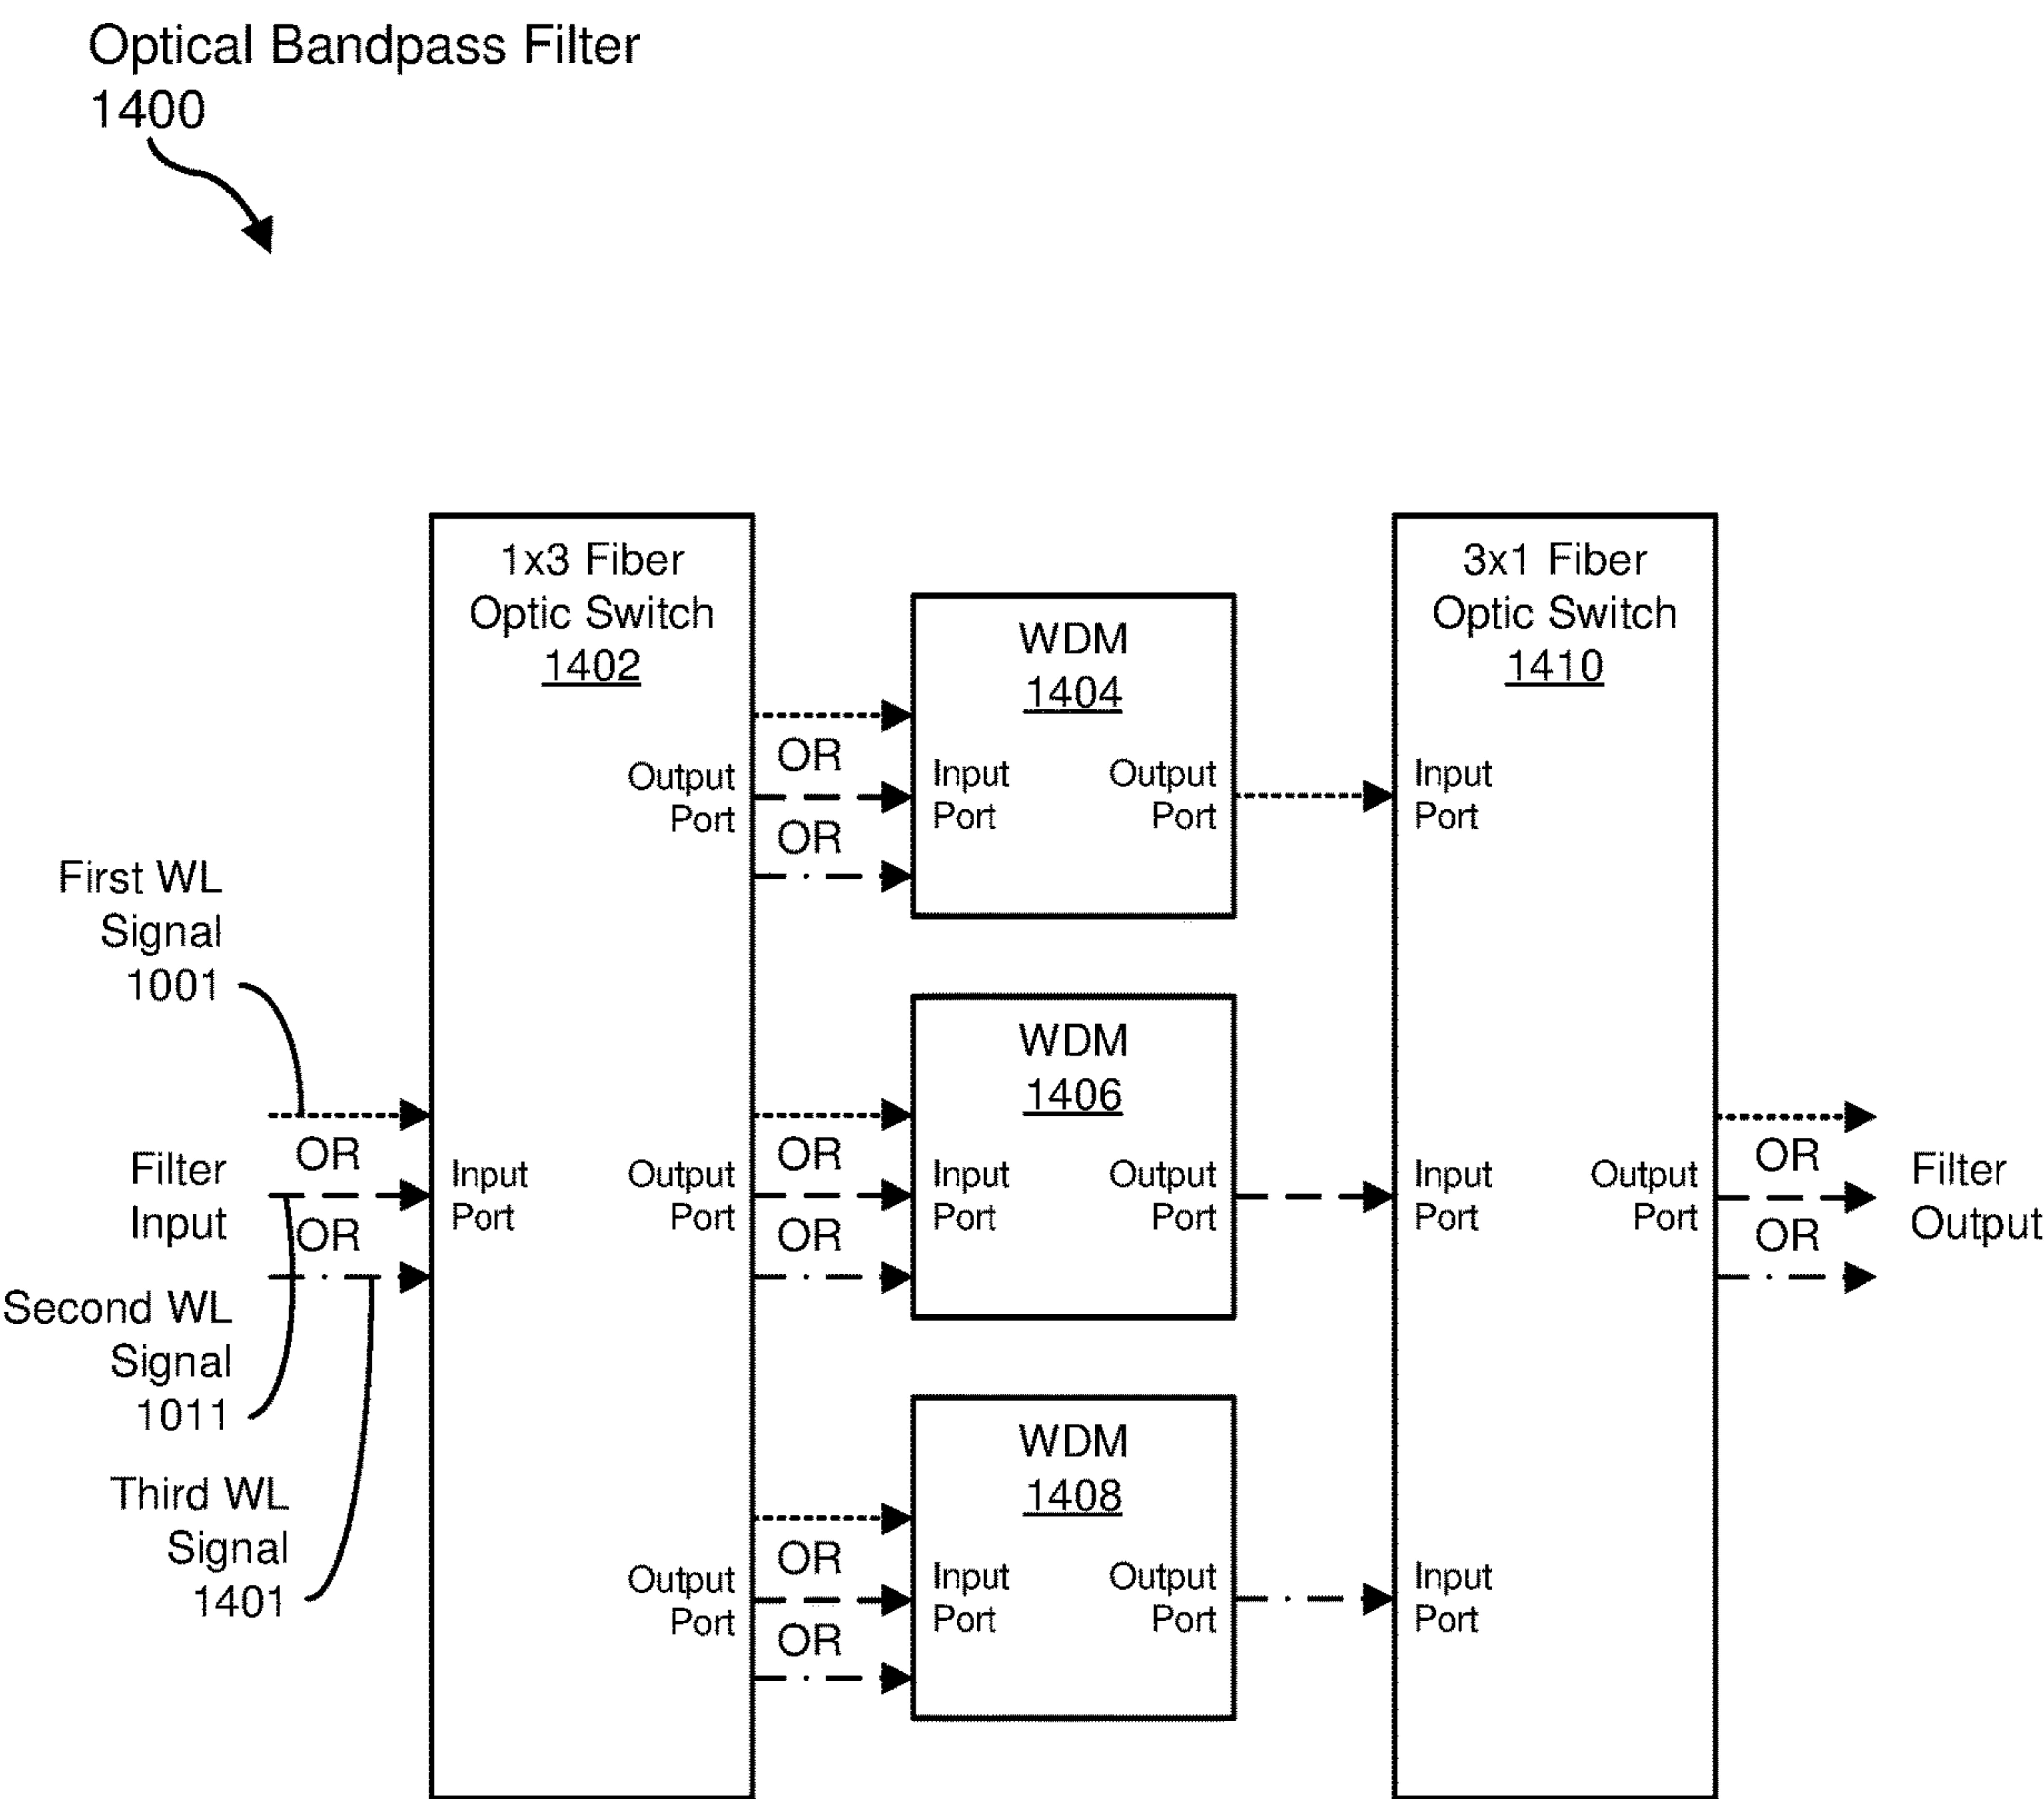 Optical Bandpass Filter
1400
1x3 Fiber
Optic Switch
1402
Input
Port
Output
Port
Output
Port
Output
Port
First WL
Signal
1001
Filter
Input
Second WL
Signal
1011
Third WL
Signal
1401
OR
OR
OR
OR
OR
OR
OR
OR
WDM
1404
Input
Port
Output
Port
WDM
1406
Input
Port
Output
Port
WDM
1408
Input
Port
Output
Port
3x1 Fiber
Optic Switch
1410
Input
Port
Input
Port
Input
Port
Output
Port
OR
OR
Filter
Output